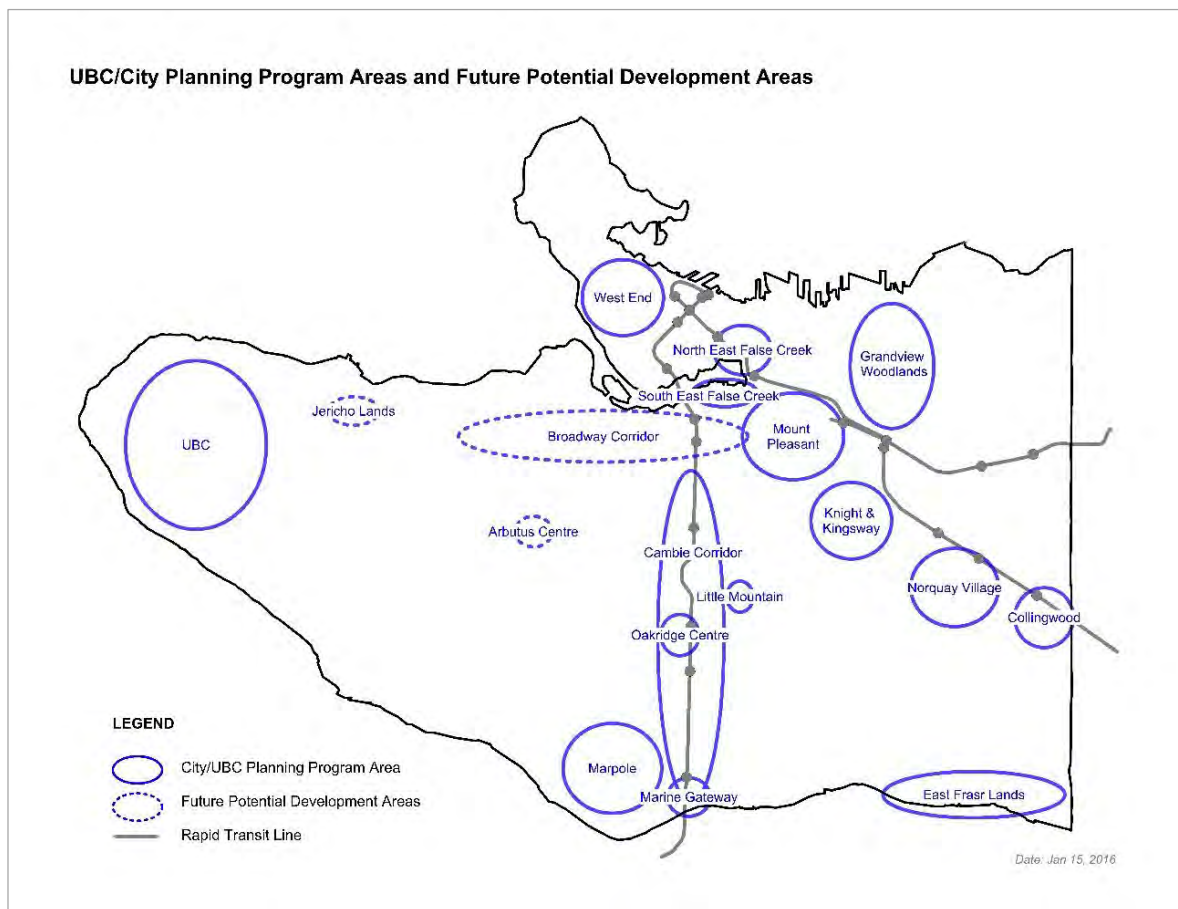 UBC/City Planning Program Areas and Future Potential Development Areas
West End
North East False Creek
Grandview
Woodlands
South East False Creek
Jericho Lands
UBC
Broadway Corridor
Mount
Pleasant
Arbutus Centre
Knight &
Kingsway
Cambie Corridor
Little Mountain
Norquay Village
Collingwood
Oakridge Centre
Marpole
Marine Gateway
East Frasr Lands
LEGEND
City/UBC Planning Program Area
Future Potential Development Areas
Rapid Transit Line
Date: Jan 15, 2016